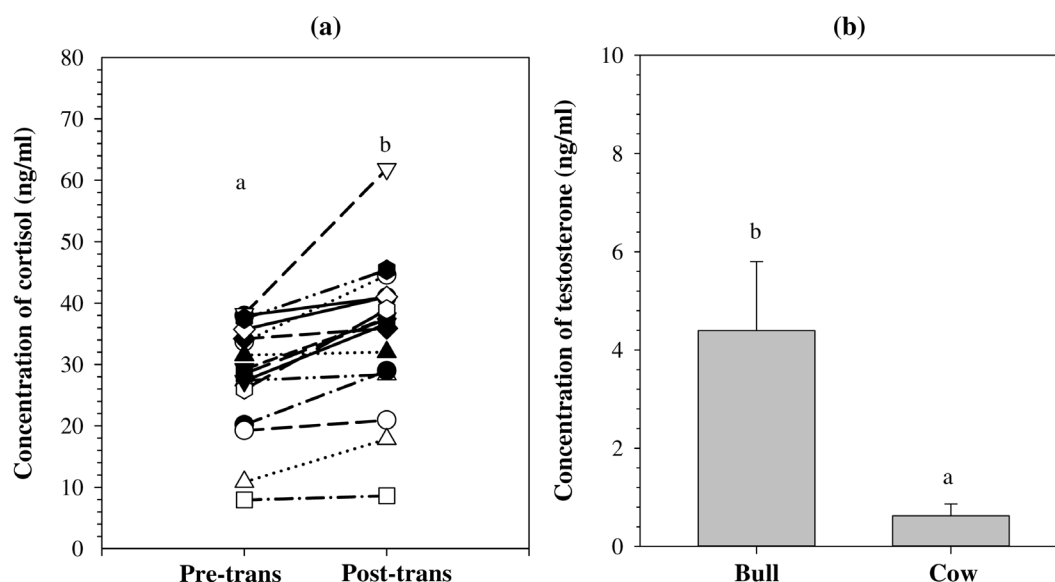 (a)
Concentration of cortisol (ng/ml)
80
70
60
50
40
30
20
10
0
a
b
Pre-trans
Post-trans
(b)
Concentration of testosterone (ng/ml)
10
8
6
4
2
0
b
a
Bull
Cow